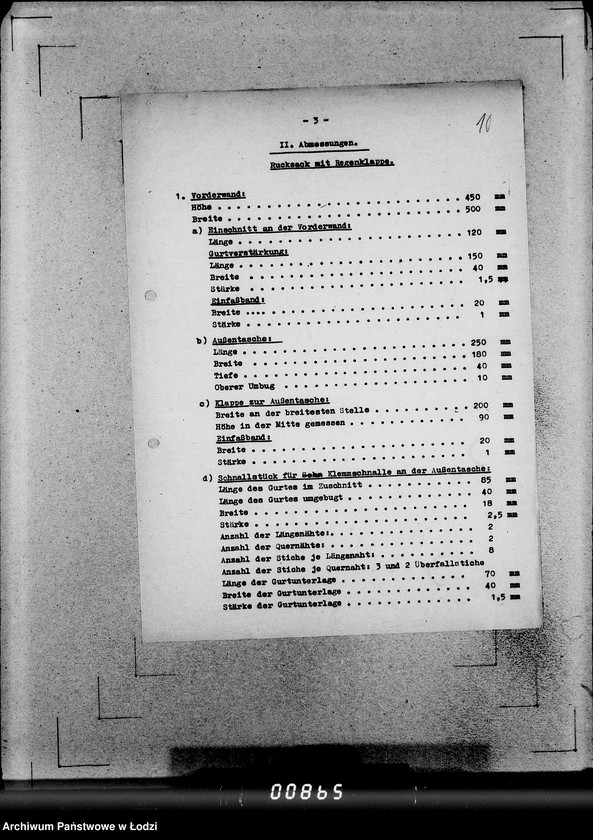 - 3 -
10
II. Abmessungen.
Rucksack mit Regenklappe.
1. Vorderwand:
Höhe . . . . . . . . . . . . . . . . . . . . . . 450 mm
Breite . . . . . . . . . . . . . . . . . . . . . 500 mm
a) Einschnitt an der Vorderwand:
Länge . . . . . . . . . . . . . . . . . . . . 120 mm
Gurtverstärkung:
Länge . . . . . . . . . . . . . . . . . . . . 150 mm
Breite . . . . . . . . . . . . . . . . . . . 40 mm
Stärke . . . . . . . . . . . . . . . . . . . 1,5 mm
Einfaßband:
Breite .... . . . . . . . . . . . . . . . . . 20 mm
Stärke . . . . . . . . . . . . . . . . . . . 1 mm
b) Außentasche:
Länge . . . . . . . . . . . . . . . . . . . . 250 mm
Breite . . . . . . . . . . . . . . . . . . . 180 mm
Tiefe . . . . . . . . . . . . . . . . . . . . 40 mm
Oberer Umbug . . . . . . . . . . . . . . . . 10 mm
c) Klappe zur Außentasche:
Breite an der breitesten Stelle . . . . . . . . 200 mm
Höhe in der Mitte gemessen . . . . . . . . . . 90 mm
Einfaßband:
Breite . . . . . . . . . . . . . . . . . . . 20 mm
Stärke . . . . . . . . . . . . . . . . . . . 1 mm
d) Schnallstück für Klemmschnalle an der Außentasche:
Länge des Gurtes im Zuschnitt . . . . . . . . . 85 mm
Länge des Gurtes umgebugt . . . . . . . . . . 40 mm
Breite . . . . . . . . . . . . . . . . . . . 18 mm
Stärke . . . . . . . . . . . . . . . . . . . 2,5 mm
Anzahl der Längsnähte:. . . . . . . . . . . . 2
Anzahl der Quernähte: . . . . . . . . . . . . 2
Anzahl der Stiche je Längsnaht: . . . . . . . . 8
Anzahl der Stiche je Quernaht: 3 und 2 Überfallstiche
Länge der Gurtunterlage . . . . . . . . . . . 70 mm
Breite der Gurtunterlage . . . . . . . . . . . 40 mm
Stärke der Gurtunterlage . . . . . . . . . . . 1,5 mm
00865
Archiwum Państwowe w Łodzi